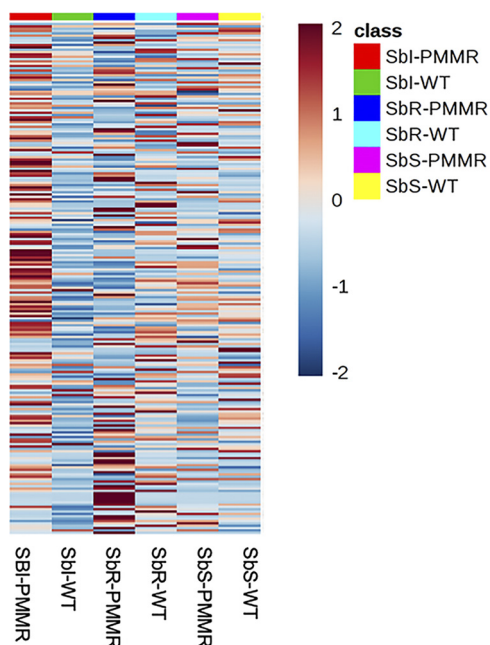 2
1
0
-1
-2
class
SbI-PMMR
SbI-WT
SbR-PMMR
SbR-WT
SbS-PMMR
SbS-WT
SBI-PMMR
SbI-WT
SbR-PMMR
SbR-WT
SbS-PMMR
SbS-WT